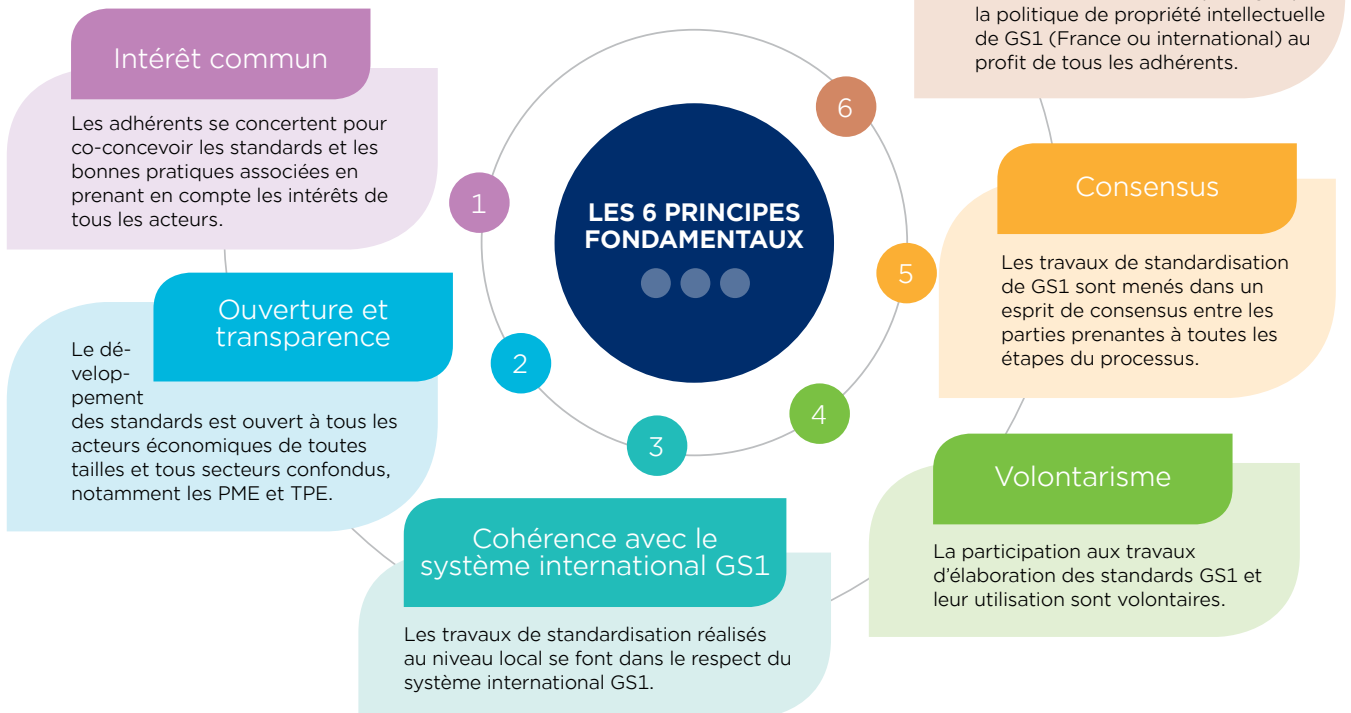 Intérêt commun
Les adhérents se concertent pour
co-concevoir les standards et les
bonnes pratiques associées en
prenant en compte les intérêts de
tous les acteurs.
Ouverture et
transparence
Le dé-
velop-
pement
des standards est ouvert à tous les
acteurs économiques de toutes
tailles et tous secteurs confondus,
notamment les PME et TPE.
Cohérence avec le
système international GS1
Les travaux de standardisation réalisés
au niveau local se font dans le respect du
système international GS1.
LES 6 PRINCIPES
FONDAMENTAUX
1
2
3
4
5
6
Volontarisme
La participation aux travaux
d’élaboration des standards GS1 et
leur utilisation sont volontaires.
Consensus
Les travaux de standardisation
de GS1 sont menés dans un
esprit de consensus entre les
parties prenantes à toutes les
étapes du processus.
la politique de propriété intellectuelle
de GS1 (France ou international) au
profit de tous les adhérents.